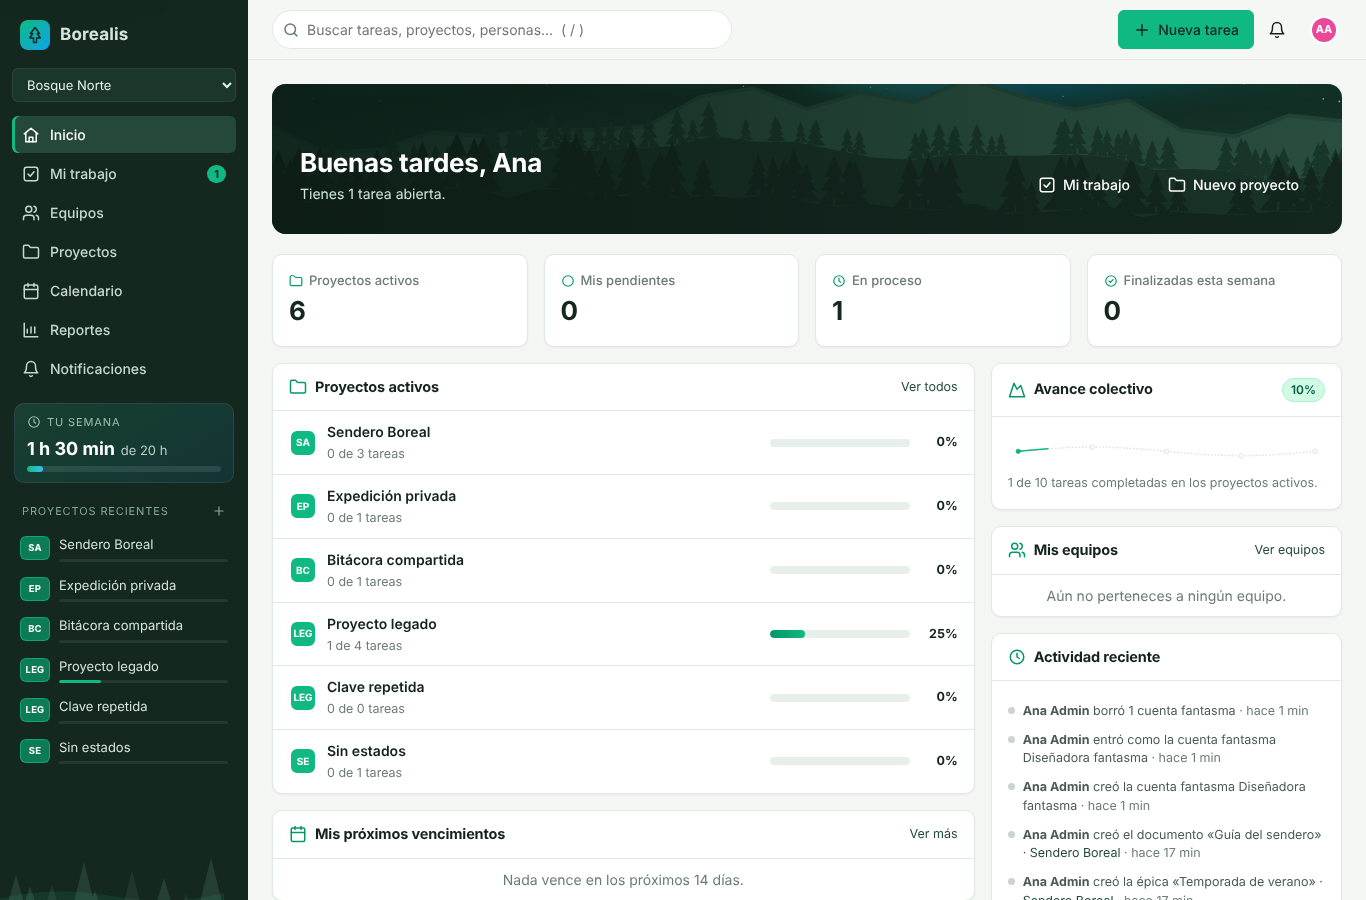 Borealis
Buscar tareas, proyectos, personas... ( / )
Nueva tarea
AA
Bosque Norte
Inicio
Mi trabajo
1
Equipos
Proyectos
Calendario
Reportes
Notificaciones
TU SEMANA
1 h 30 min de 20 h
PROYECTOS RECIENTES
SA Sendero Boreal
EP Expedición privada
BC Bitácora compartida
LEG Proyecto legado
LEG Clave repetida
SE Sin estados
Buenas tardes, Ana
Tienes 1 tarea abierta.
Mi trabajo
Nuevo proyecto
Proyectos activos
6
Mis pendientes
0
En proceso
1
Finalizadas esta semana
0
Proyectos activos
Ver todos
SA
Sendero Boreal
0 de 3 tareas
0%
EP
Expedición privada
0 de 1 tareas
0%
BC
Bitácora compartida
0 de 1 tareas
0%
LEG
Proyecto legado
1 de 4 tareas
25%
LEG
Clave repetida
0 de 0 tareas
0%
SE
Sin estados
0 de 1 tareas
0%
Mis próximos vencimientos
Ver más
Nada vence en los próximos 14 días.
Avance colectivo
10%
1 de 10 tareas completadas en los proyectos activos.
Mis equipos
Ver equipos
Aún no perteneces a ningún equipo.
Actividad reciente
Ana Admin borró 1 cuenta fantasma · hace 1 min
Ana Admin entró como la cuenta fantasma
Diseñadora fantasma · hace 1 min
Ana Admin creó la cuenta fantasma Diseñadora
fantasma · hace 1 min
Ana Admin creó el documento «Guía del sendero»
· Sendero Boreal · hace 17 min
Ana Admin creó la épica «Temporada de verano» ·
Sendero Boreal · hace 17 min